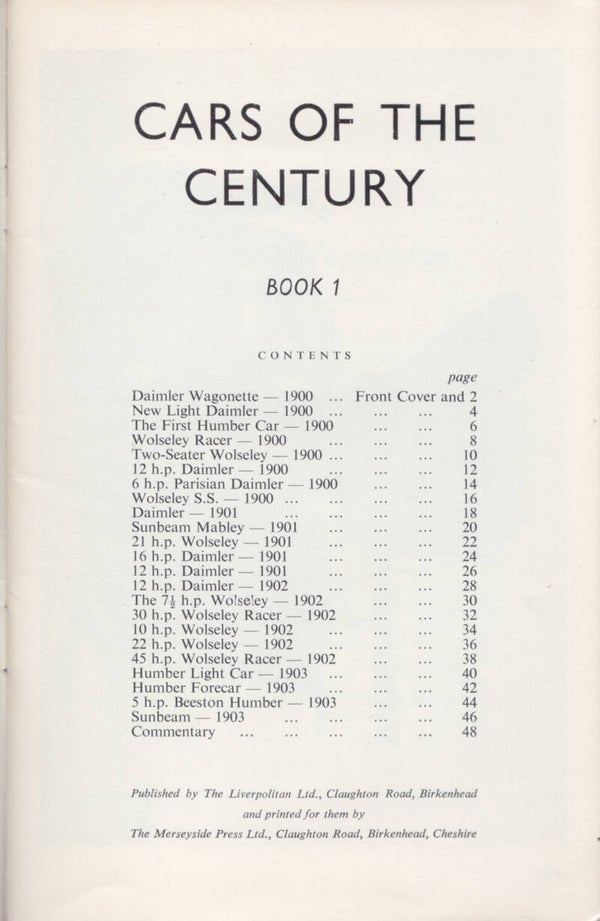 CARS OF THE
CENTURY
BOOK 1
CONTENTS
page
Daimler Wagonette — 1900 ... Front Cover and 2
New Light Daimler — 1900 ... ... ... 4
The First Humber Car — 1900 ... ... 6
Wolseley Racer — 1900 ... ... ... 8
Two-Seater Wolseley — 1900 ... ... ... 10
12 h.p. Daimler — 1900 ... ... ... 12
6 h.p. Parisian Daimler — 1900 ... ... 14
Wolseley S.S. — 1900 ... ... ... ... 16
Daimler — 1901 ... ... ... ... 18
Sunbeam Mabley — 1901 ... ... ... 20
21 h.p. Wolseley — 1901 ... ... ... 22
16 h.p. Daimler — 1901 ... ... ... 24
12 h.p. Daimler — 1901 ... ... ... 26
12 h.p. Daimler — 1902 ... ... ... 28
The 7½ h.p. Wolseley — 1902 ... ... 30
30 h.p. Wolseley Racer — 1902 ... ... 32
10 h.p. Wolseley — 1902 ... ... ... 34
22 h.p. Wolseley — 1902 ... ... ... 36
45 h.p. Wolseley Racer — 1902 ... ... 38
Humber Light Car — 1903 ... ... ... 40
Humber Forecar — 1903 ... ... ... 42
5 h.p. Beeston Humber — 1903 ... ... 44
Sunbeam — 1903 ... ... ... ... 46
Commentary ... ... ... ... ... 48
Published by The Liverpolitan Ltd., Claughton Road, Birkenhead
and printed for them by
The Merseyside Press Ltd., Claughton Road, Birkenhead, Cheshire